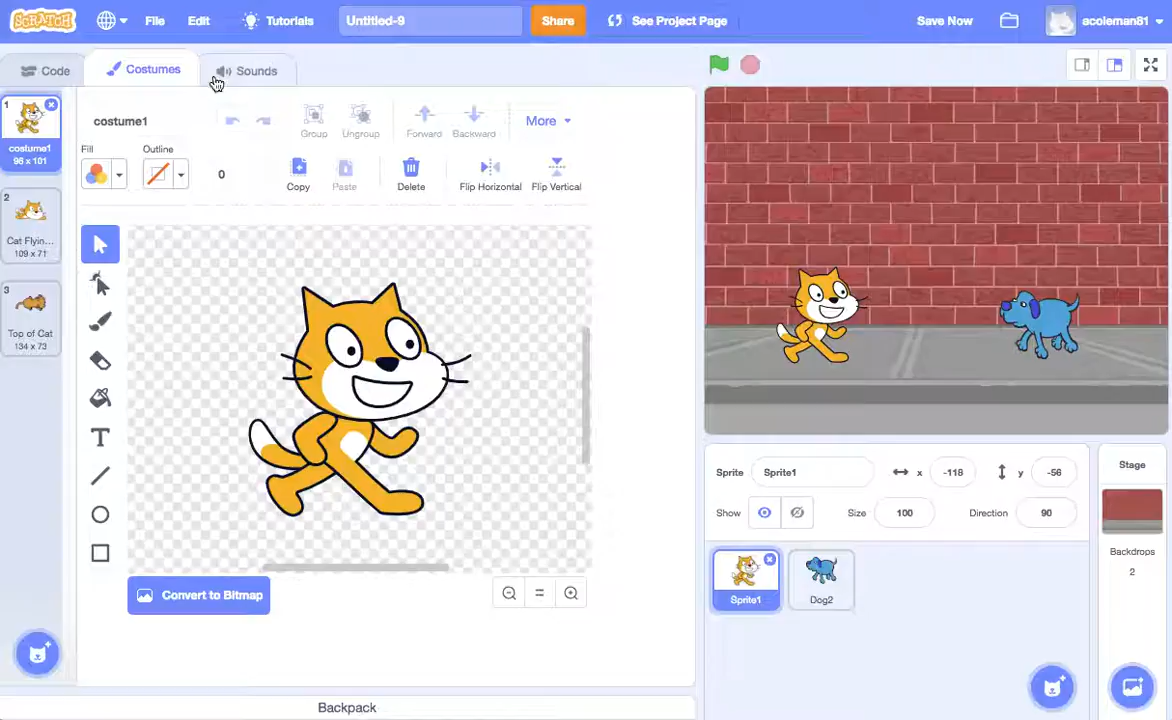 SCRATCH File Edit Tutorials Untitled-9 Share See Project Page Save Now acoleman81
Code Costumes Sounds
1
costume1
96 x 101
2
Cat Flyin...
109 x 71
3
Top of Cat
134 x 73
costume1 Group Ungroup Forward Backward More
Fill Outline
0 Copy Paste Delete Flip Horizontal Flip Vertical
T
Convert to Bitmap
Backpack
Sprite Sprite1 x -118 y -56
Show Size 100 Direction 90
Sprite1 Dog2
Stage
Backdrops
2